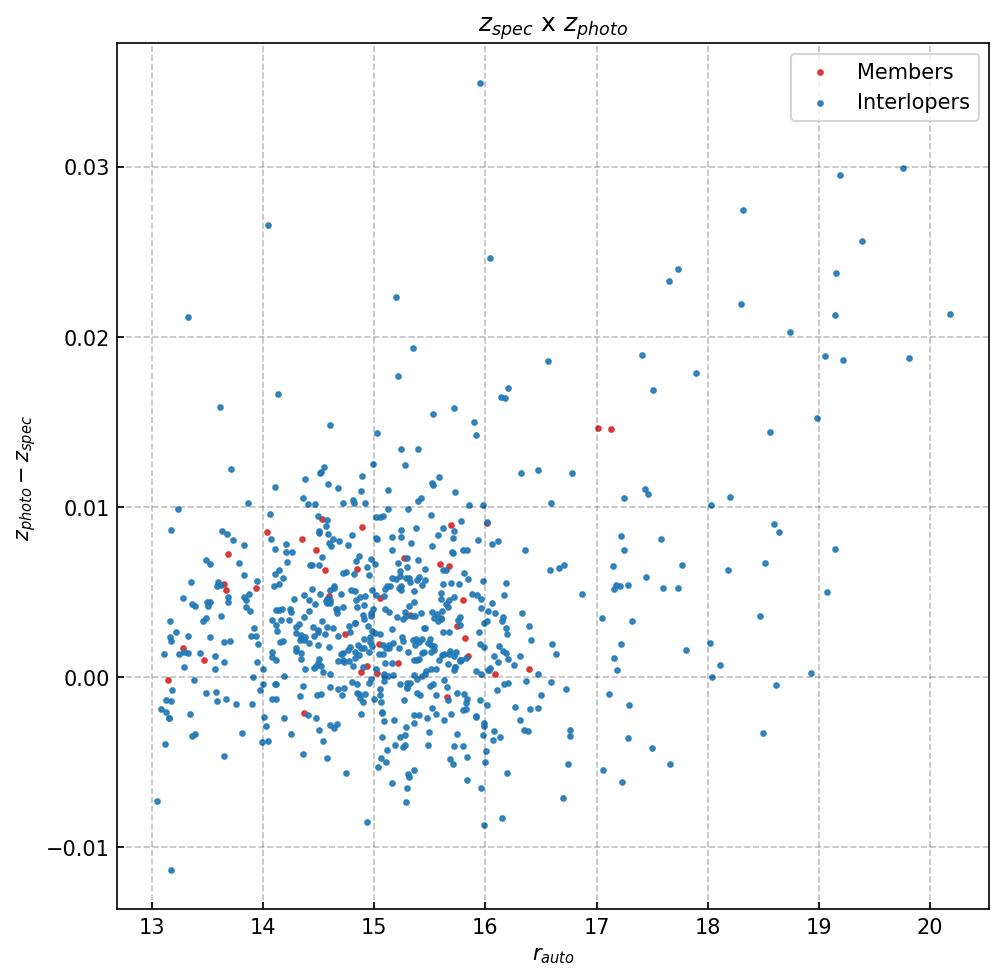 z_spec x z_photo
Members
Interlopers
0.03
0.02
0.01
0.00
−0.01
z_photo − z_spec
13 14 15 16 17 18 19 20
r_auto